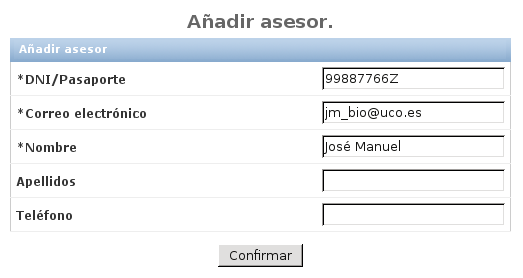 Añadir asesor.
Añadir asesor
*DNI/Pasaporte 99887766Z
*Correo electrónico jm_bio@uco.es
*Nombre José Manuel
Apellidos
Teléfono
Confirmar